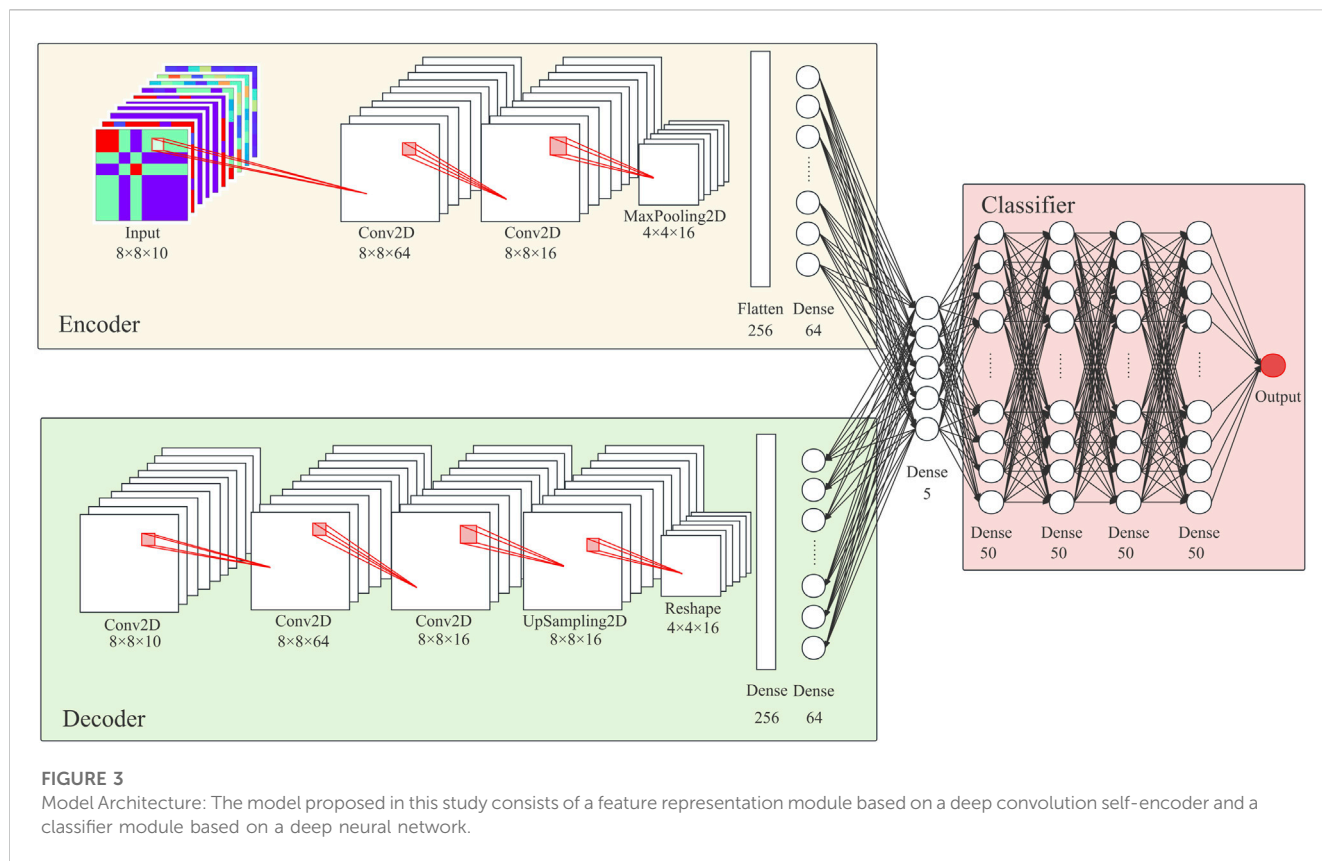 Input
8×8×10
Conv2D
8×8×64
Conv2D
8×8×16
MaxPooling2D
4×4×16
Flatten
256
Dense
64
Encoder
Conv2D
8×8×10
Conv2D
8×8×64
Conv2D
8×8×16
UpSampling2D
8×8×16
Reshape
4×4×16
Dense
256
Dense
64
Decoder
Dense
5
Classifier
Dense
50
Dense
50
Dense
50
Dense
50
Output
FIGURE 3
Model Architecture: The model proposed in this study consists of a feature representation module based on a deep convolution self-encoder and a
classifier module based on a deep neural network.